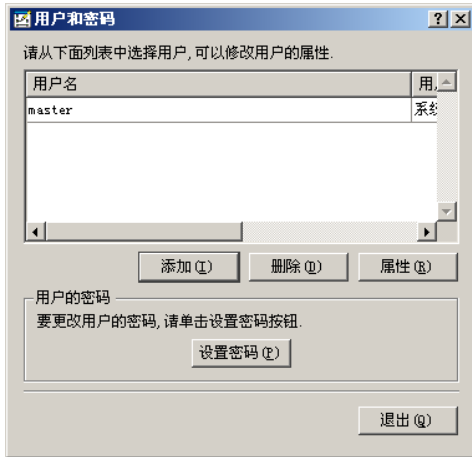 用户和密码
请从下面列表中选择用户,可以修改用户的属性.
用户名 用
master 系统
添加(I) 删除(D) 属性(R)
用户的密码
要更改用户的密码,请单击设置密码按钮.
设置密码(P)
退出(Q)